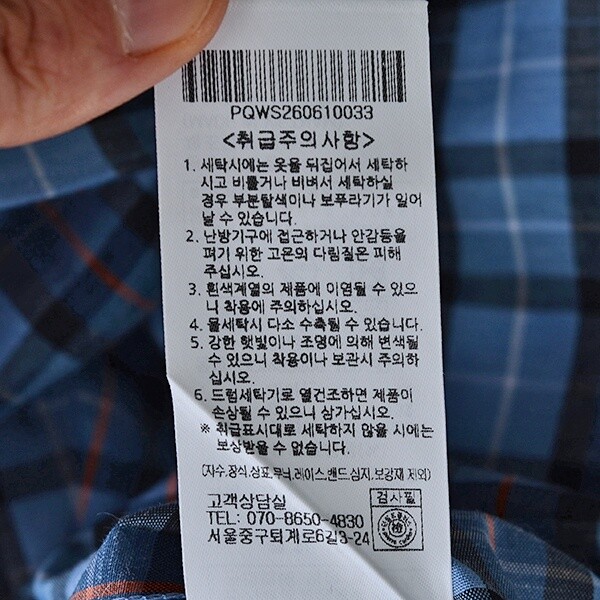 PQWS260610033
<취급주의사항>
1. 세탁시에는 옷을 뒤집어서 세탁하
시고 비틀거나 비벼서 세탁하실
경우 부분탈색이나 보푸라기가 일어
날 수 있습니다.
2. 난방기구에 접근하거나 안감등을
펴기 위한 고온의 다림질은 피해
주십시오.
3. 흰색계열의 제품에 이염될 수 있으
니 착용에 주의하십시오.
4. 물세탁시 다소 수축될 수 있습니다.
5. 강한 햇빛이나 조명에 의해 변색될
수 있으니 착용이나 보관시 주의하
십시오.
6. 드럼세탁기로 열건조하면 제품이
손상될 수 있으니 삼가십시오.
※ 취급표시대로 세탁하지 않을 시에는
보상받을 수 없습니다.
(자수,장식,상표,무늬,레이스,밴드,심지,보강재 제외)
고객상담실
TEL: 070-8650-4830
서울중구퇴계로6길3-24
검사필